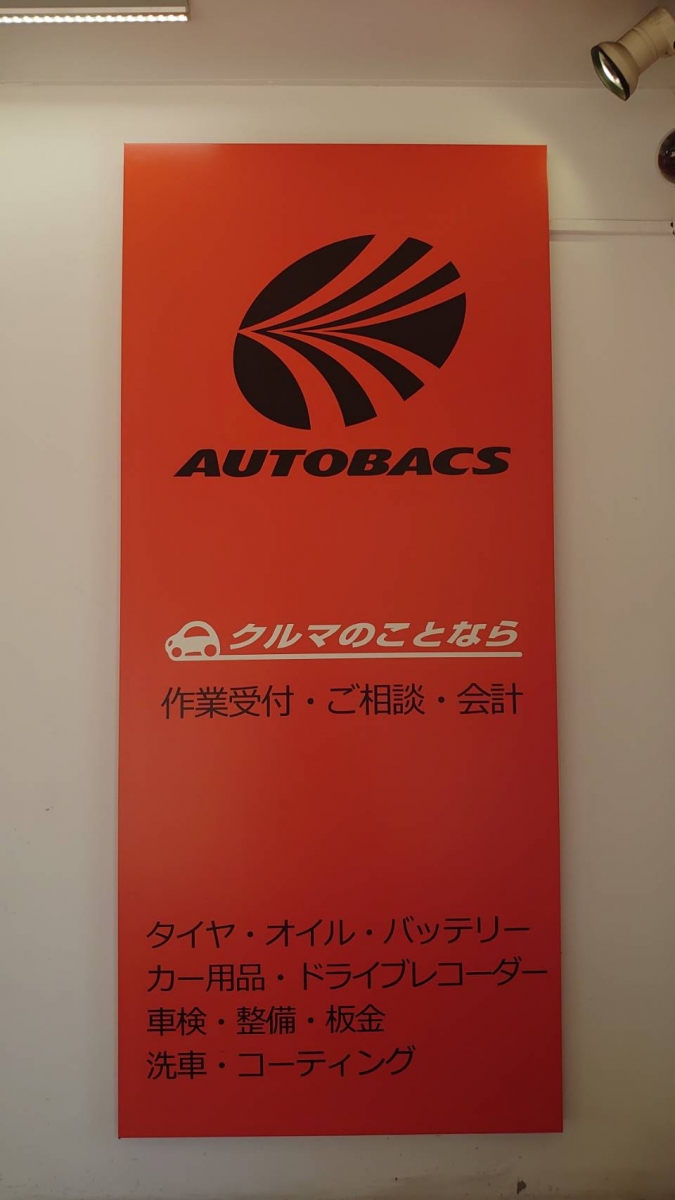 AUTOBACS
クルマのことなら
作業受付・ご相談・会計
タイヤ・オイル・バッテリー
カー用品・ドライブレコーダー
車検・整備・板金
洗車・コーティング